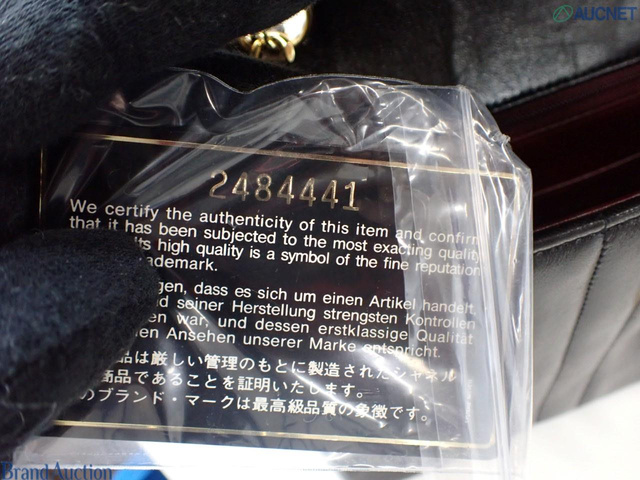 AUCNET
2484441
We certify the authenticity of this item and confirm
that it has been subjected to the most exacting quality
Its high quality is a symbol of the fine reputation
trademark.
dass es sich um einen Artikel handelt,
seiner Herstellung strengsten Kontrollen
war, und dessen erstklassige Qualität
Ansehen unserer Marke entspricht.
品は厳しい管理のもとに製造されたシャネル
商品であることを証明いたします。
のブランド・マークは最高級品質の象徴です。
Brand Auction